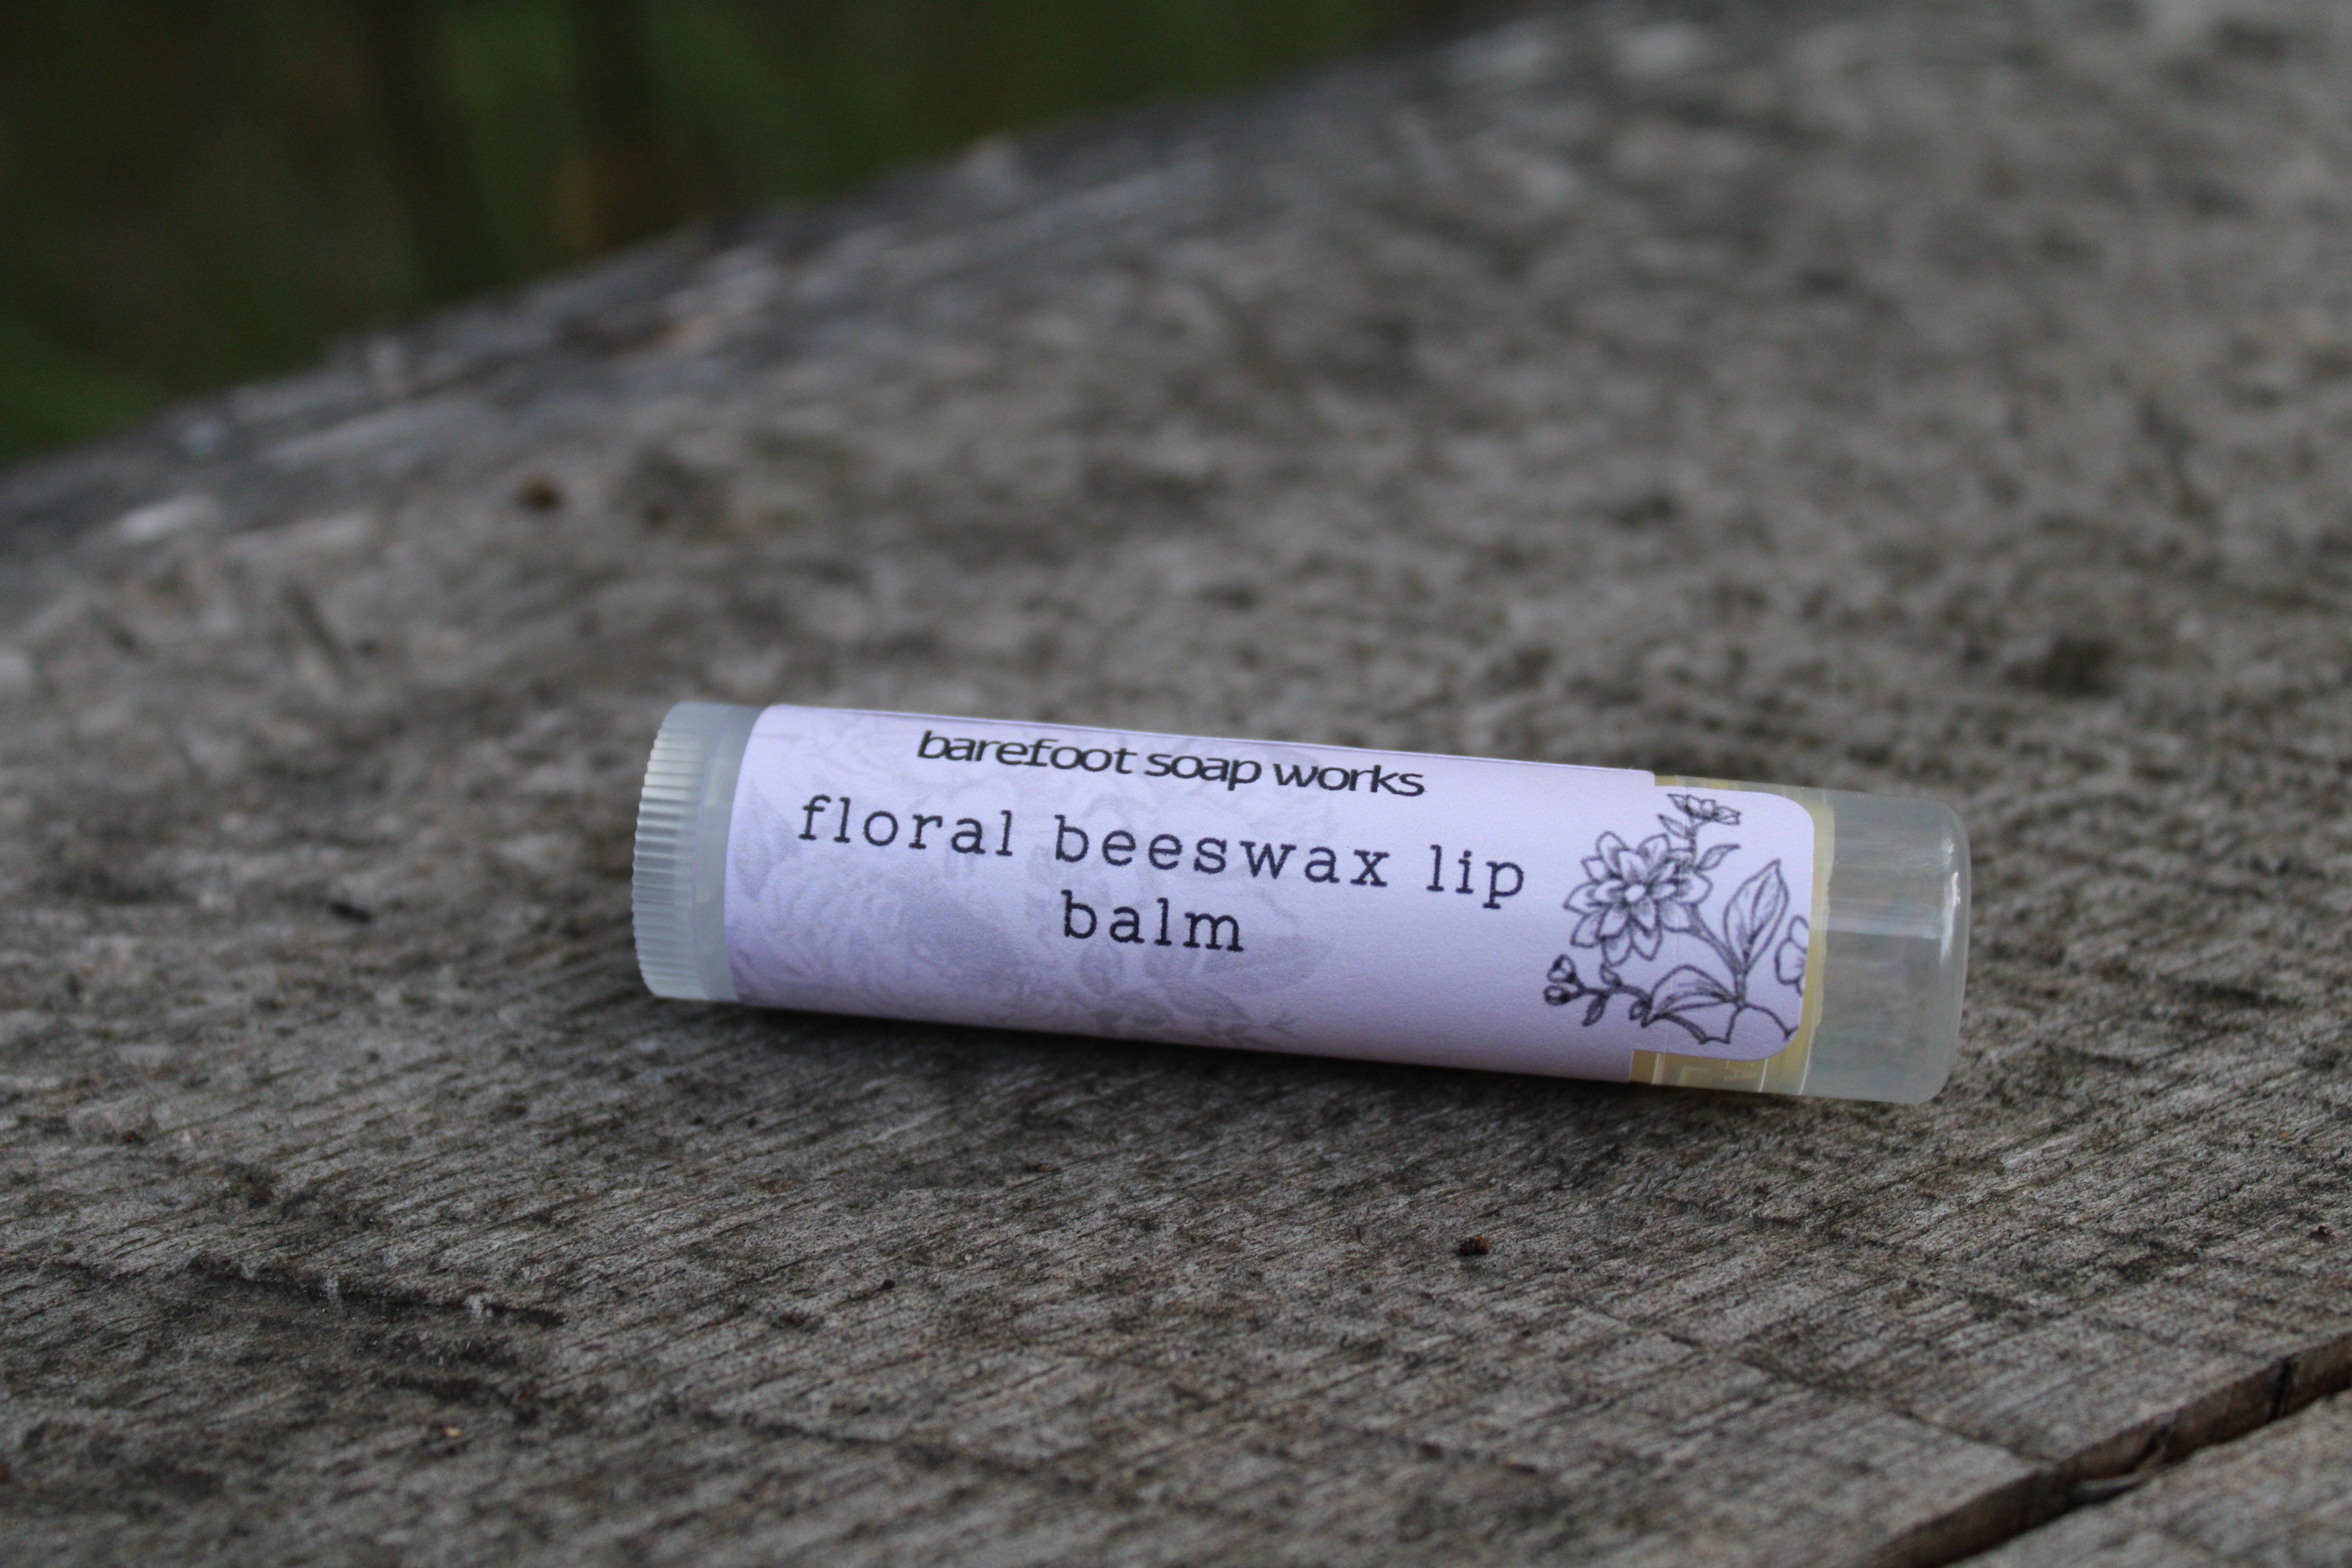 barefoot soap works
floral beeswax lip
balm